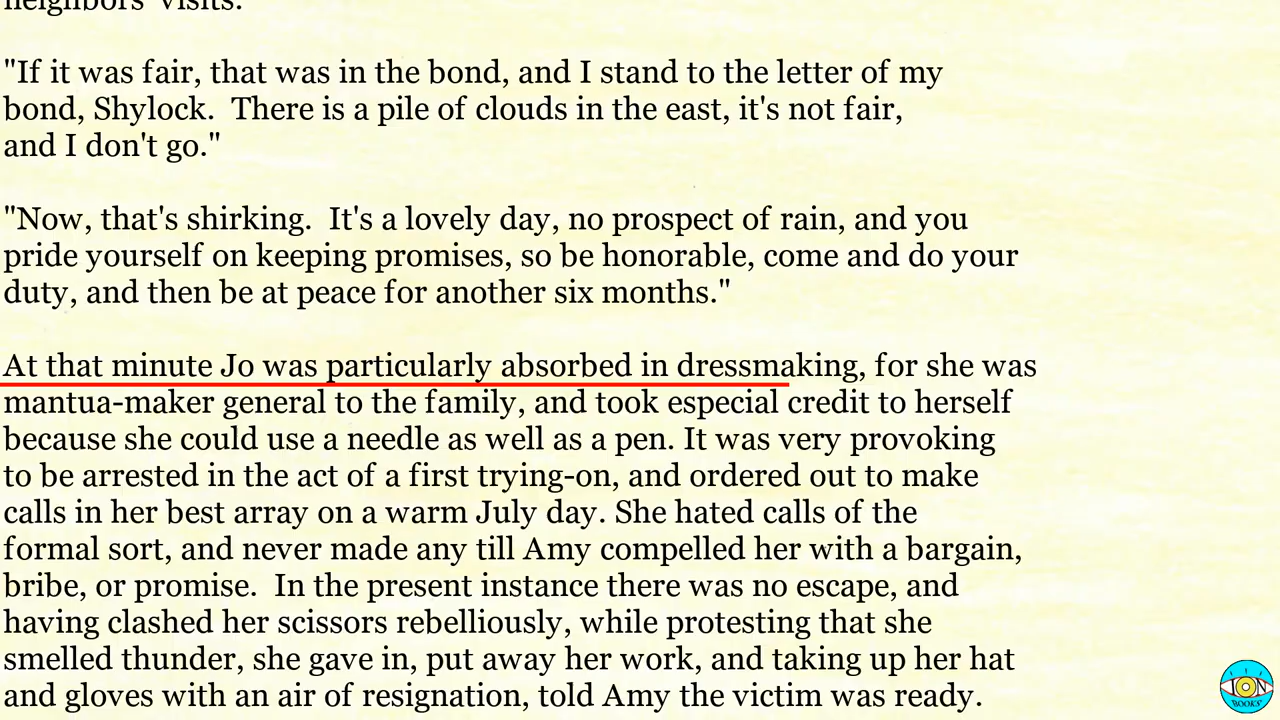 neighbors' visits.
"If it was fair, that was in the bond, and I stand to the letter of my
bond, Shylock.  There is a pile of clouds in the east, it's not fair,
and I don't go."
"Now, that's shirking.  It's a lovely day, no prospect of rain, and you
pride yourself on keeping promises, so be honorable, come and do your
duty, and then be at peace for another six months."
At that minute Jo was particularly absorbed in dressmaking, for she was
mantua-maker general to the family, and took especial credit to herself
because she could use a needle as well as a pen. It was very provoking
to be arrested in the act of a first trying-on, and ordered out to make
calls in her best array on a warm July day. She hated calls of the
formal sort, and never made any till Amy compelled her with a bargain,
bribe, or promise.  In the present instance there was no escape, and
having clashed her scissors rebelliously, while protesting that she
smelled thunder, she gave in, put away her work, and taking up her hat
and gloves with an air of resignation, told Amy the victim was ready.
ION
BOOKS